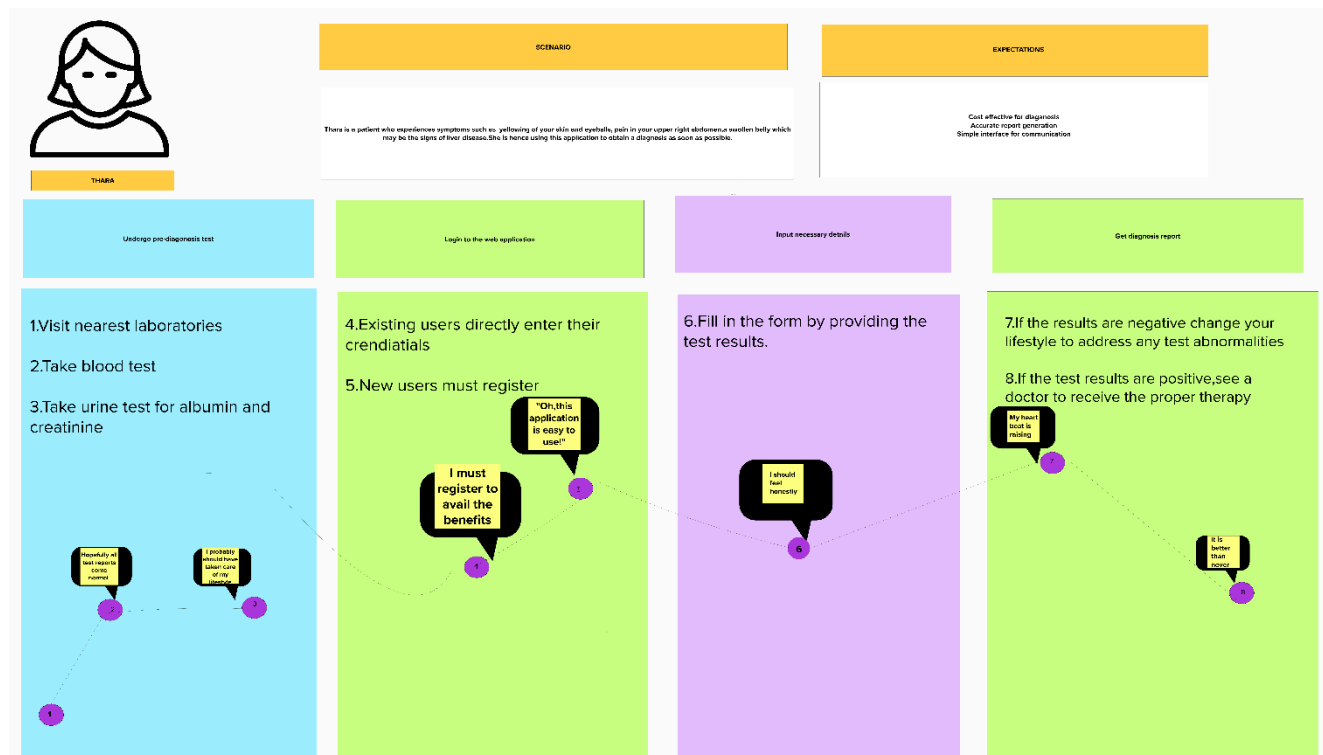 SCENARIO
EXPECTATIONS
Thara is a patient who experiences symptoms such as yellowing of your skin and eyeballs, pain in your upper right abdomen,a swollen belly which
may be the signs of liver disease.She is hence using this application to obtain a diagnosis as soon as possible.
Cost effective for diaganosis
Accurate report generation
Simple interface for communication
THARA
Undergo pre-diagonosis test
Login to the web application
Input necessary details
Get diagnosis report
1.Visit nearest laboratories
2.Take blood test
3.Take urine test for albumin and
creatinine
4.Existing users directly enter their
crendiatials
5.New users must register
6.Fill in the form by providing the
test results.
7.If the results are negative change your
lifestyle to address any test abnormalities
8.If the test results are positive,see a
doctor to receive the proper therapy
"Oh,this
application
is easy to
use!"
I must
register to
avail the
benefits
I should
feel
honestly
My heart
beat is
raising
it is
better
than
never
Hopefully all
test reports
come
normal
I probably
should have
taken care
of my
lifestyle
1
2
3
4
6
7
8